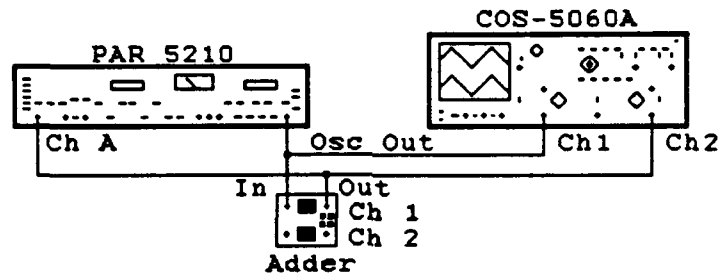 COS-5060A
PAR 5210
Ch A
Osc Out
Ch1
Ch2
In
Out
Ch 1
Ch 2
Adder